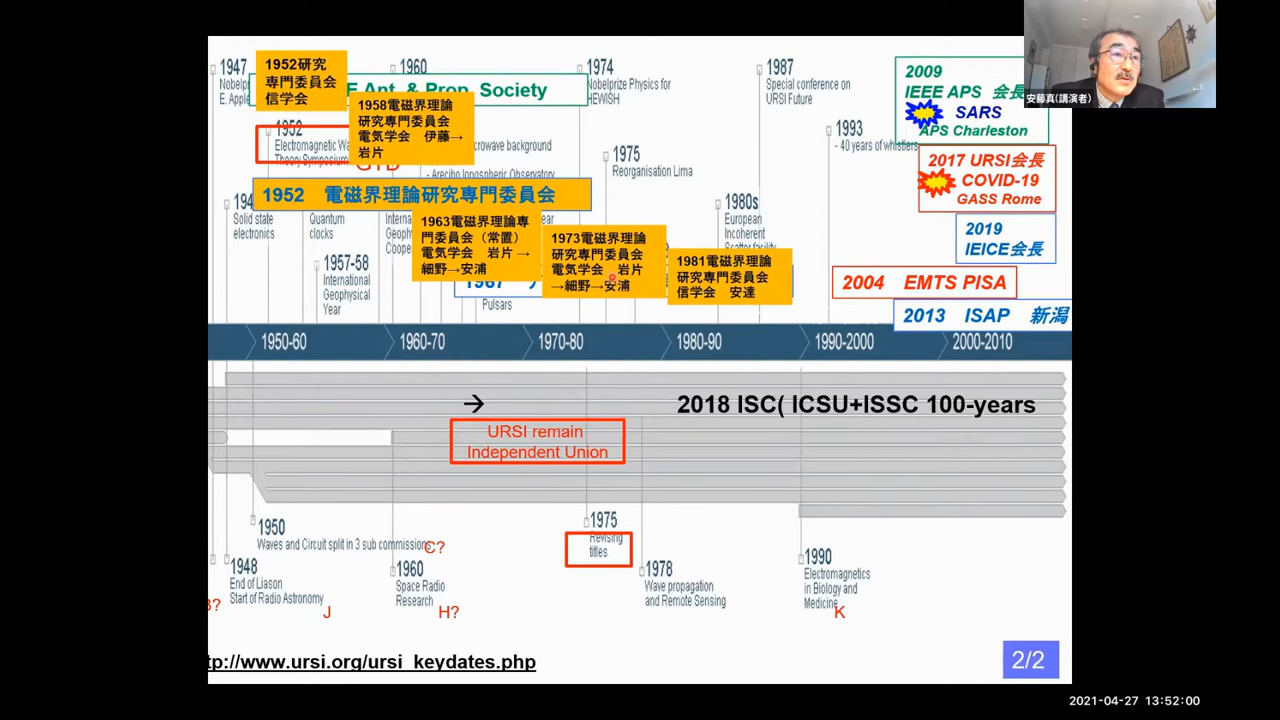 1947
Nobelpriz
E. Apple
1952研究
専門委員会
信学会
1960
E Ant. & Prop. Society
1974
Nobelprize Physics for
HEWISH
1987
Special conference on
URSI Future
2009
IEEE APS 会長
SARS
APS Charleston
安藤真(講演者)
1958電磁界理論
研究専門委員会
電気学会 伊藤→
岩片
1952
Electromagnetic Wa
Theory Symposium
GTD
crowave background
- Arecibo Ionospheric Observatory
1975
Reorganisation Lima
1993
- 40 years of whistlers
2017 URSI会長
COVID-19
GASS Rome
1952 電磁界理論研究専門委員会
Solid state
electronics
Quantum
clocks
Internati
Geophy
Coope
1963電磁界理論専
門委員会（常置）
電気学会 岩片 →
細野→安浦
1973電磁界理論
研究専門委員会
電気学会 岩片
→細野→安浦
1980s
European
Incoherent
Scatter facility
1981電磁界理論
研究専門委員会
信学会 安達
2019
IEICE会長
1957-58
International
Geophysical
Year
1967
Pulsars
2004 EMTS PISA
2013 ISAP 新潟
1950-60
1960-70
1970-80
1980-90
1990-2000
2000-2010
→
2018 ISC( ICSU+ISSC 100-years
URSI remain
Independent Union
1950
Waves and Circuit split in 3 sub commissions
C?
1975
Revising
titles
1948
End of Liason
Start of Radio Astronomy
J
1960
Space Radio
Research
H?
1978
Wave propagation
and Remote Sensing
1990
Electromagnetics
in Biology and
Medicine
K
tp://www.ursi.org/ursi_keydates.php
2/2
2021-04-27 13:52:00